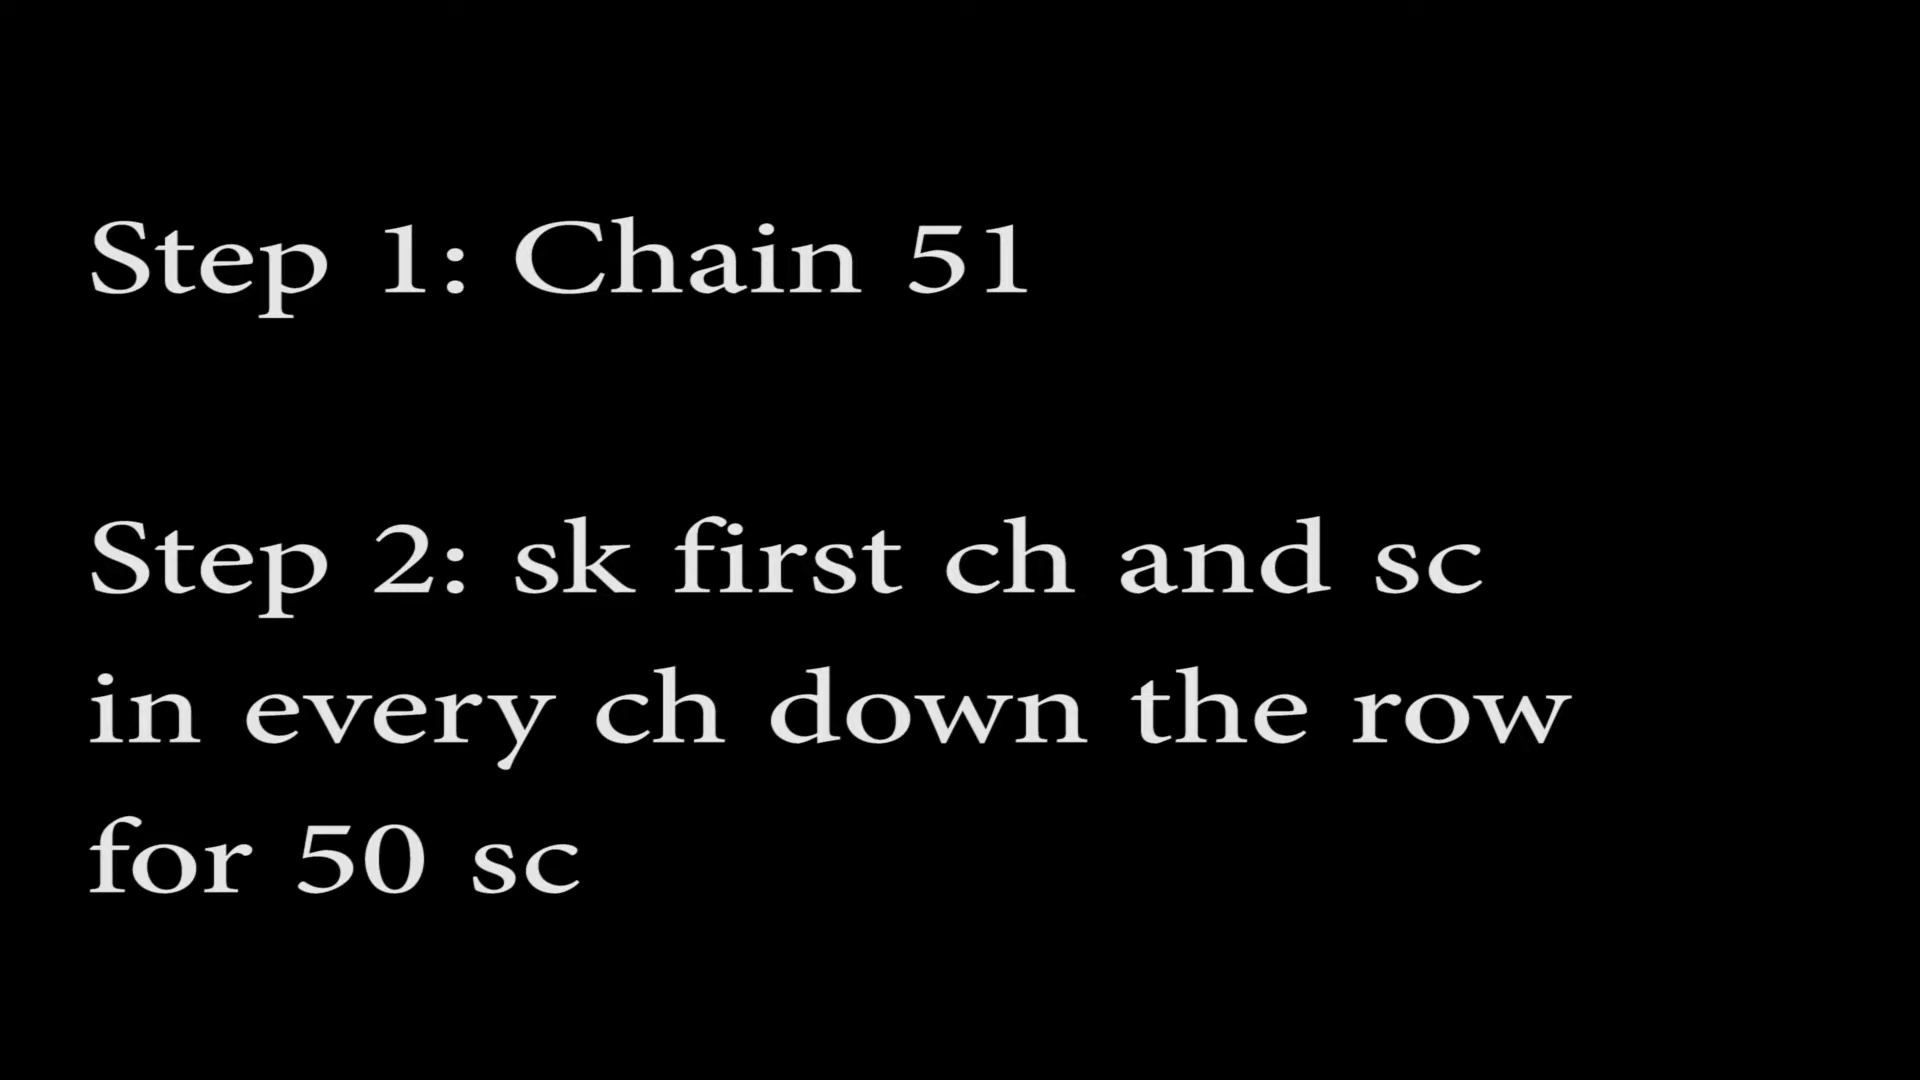 Step 1: Chain 51
Step 2: sk first ch and sc
in every ch down the row
for 50 sc